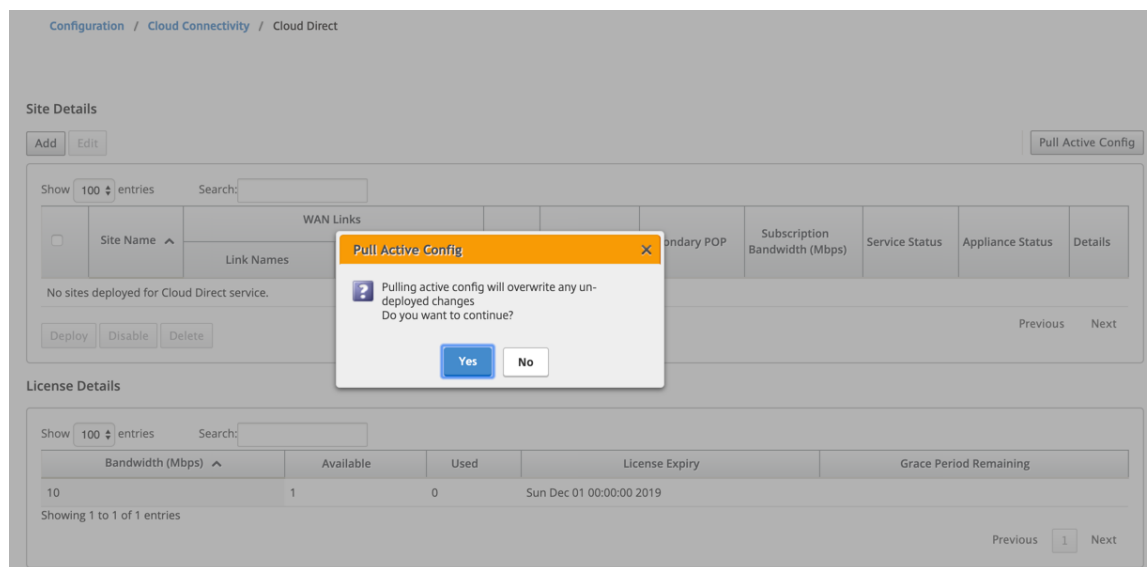 Configuration / Cloud Connectivity / Cloud Direct
Site Details
Add Edit Pull Active Config
Show 100 entries Search:
WAN Links
Site Name Link Names ondary POP Subscription Bandwidth (Mbps) Service Status Appliance Status Details
No sites deployed for Cloud Direct service.
Deploy Disable Delete Previous Next
Pull Active Config X
? Pulling active config will overwrite any un-
deployed changes
Do you want to continue?
Yes No
License Details
Show 100 entries Search:
Bandwidth (Mbps) Available Used License Expiry Grace Period Remaining
10 1 0 Sun Dec 01 00:00:00 2019
Showing 1 to 1 of 1 entries
Previous 1 Next